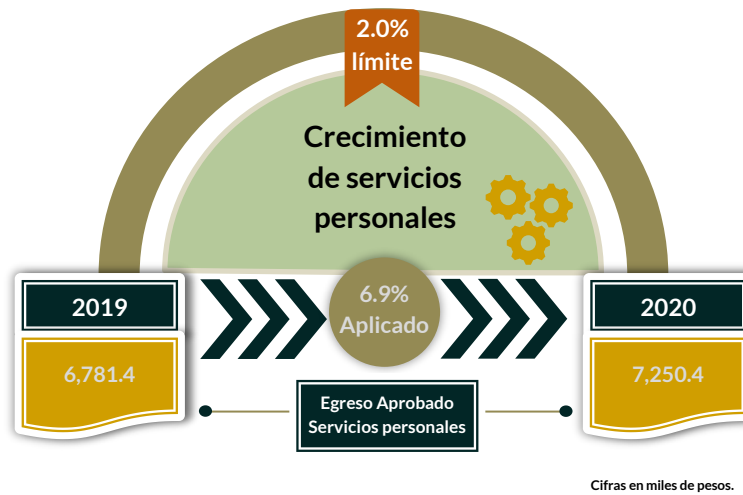 2.0%
límite
Crecimiento
de servicios
personales
2019
6.9%
Aplicado
2020
6,781.4
7,250.4
Egreso Aprobado
Servicios personales
Cifras en miles de pesos.